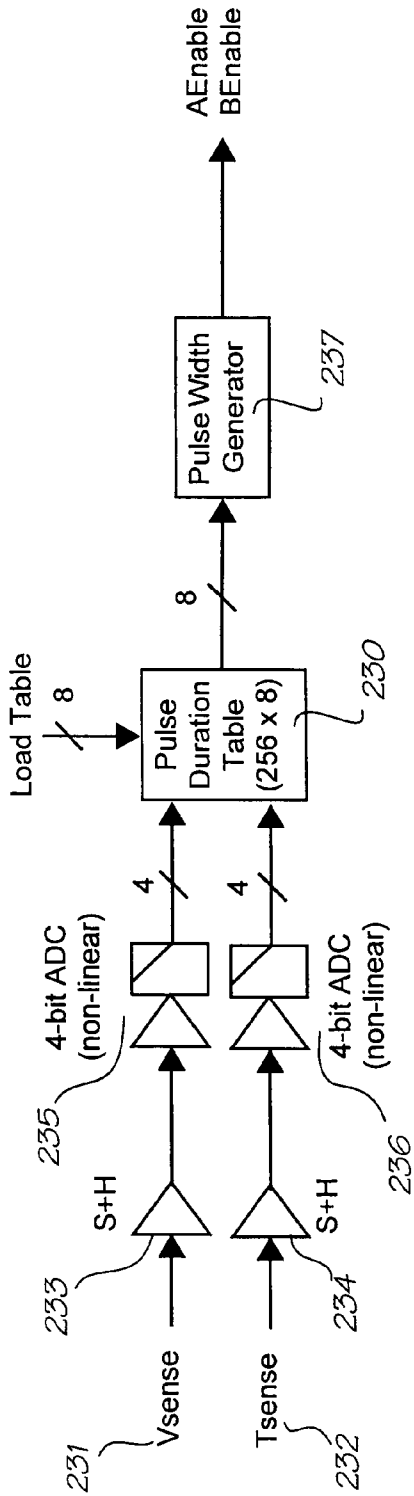 231
Vsense
233
S+H
235
4-bit ADC
(non-linear)
4
Load Table
8
Pulse
Duration
Table
(256 x 8)
230
8
Pulse Width
Generator
237
AEnable
BEnable
232
Tsense
234
S+H
236
4-bit ADC
(non-linear)
4